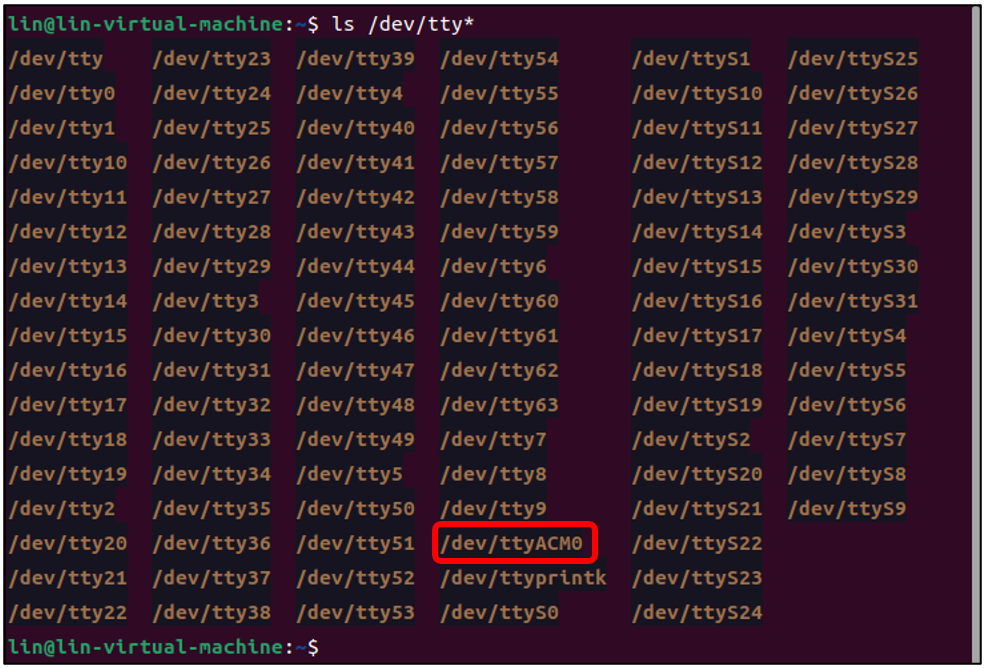 lin@lin-virtual-machine:~$ ls /dev/tty*
/dev/tty /dev/tty23 /dev/tty39 /dev/tty54 /dev/ttyS1 /dev/ttyS25
/dev/tty0 /dev/tty24 /dev/tty4 /dev/tty55 /dev/ttyS10 /dev/ttyS26
/dev/tty1 /dev/tty25 /dev/tty40 /dev/tty56 /dev/ttyS11 /dev/ttyS27
/dev/tty10 /dev/tty26 /dev/tty41 /dev/tty57 /dev/ttyS12 /dev/ttyS28
/dev/tty11 /dev/tty27 /dev/tty42 /dev/tty58 /dev/ttyS13 /dev/ttyS29
/dev/tty12 /dev/tty28 /dev/tty43 /dev/tty59 /dev/ttyS14 /dev/ttyS3
/dev/tty13 /dev/tty29 /dev/tty44 /dev/tty6 /dev/ttyS15 /dev/ttyS30
/dev/tty14 /dev/tty3 /dev/tty45 /dev/tty60 /dev/ttyS16 /dev/ttyS31
/dev/tty15 /dev/tty30 /dev/tty46 /dev/tty61 /dev/ttyS17 /dev/ttyS4
/dev/tty16 /dev/tty31 /dev/tty47 /dev/tty62 /dev/ttyS18 /dev/ttyS5
/dev/tty17 /dev/tty32 /dev/tty48 /dev/tty63 /dev/ttyS19 /dev/ttyS6
/dev/tty18 /dev/tty33 /dev/tty49 /dev/tty7 /dev/ttyS2 /dev/ttyS7
/dev/tty19 /dev/tty34 /dev/tty5 /dev/tty8 /dev/ttyS20 /dev/ttyS8
/dev/tty2 /dev/tty35 /dev/tty50 /dev/tty9 /dev/ttyS21 /dev/ttyS9
/dev/tty20 /dev/tty36 /dev/tty51 /dev/ttyACM0 /dev/ttyS22
/dev/tty21 /dev/tty37 /dev/tty52 /dev/ttyprintk /dev/ttyS23
/dev/tty22 /dev/tty38 /dev/tty53 /dev/ttyS0 /dev/ttyS24
lin@lin-virtual-machine:~$